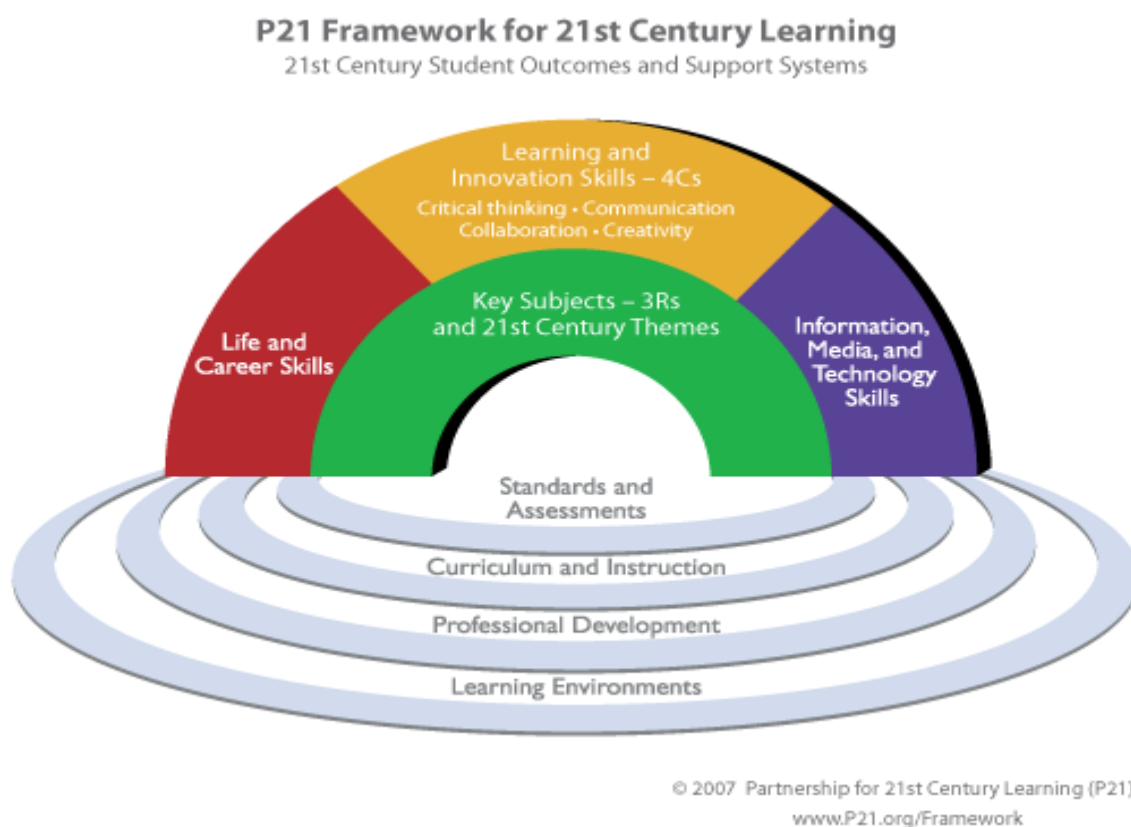 P21 Framework for 21st Century Learning
21st Century Student Outcomes and Support Systems
Learning and
Innovation Skills – 4Cs
Critical thinking • Communication
Collaboration • Creativity
Key Subjects – 3Rs
and 21st Century Themes
Life and
Career Skills
Information,
Media, and
Technology
Skills
Standards and
Assessments
Curriculum and Instruction
Professional Development
Learning Environments
© 2007 Partnership for 21st Century Learning (P21)
www.P21.org/Framework